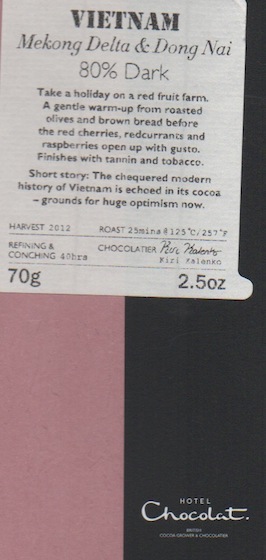 VIETNAM
Mekong Delta & Dong Nai
80% Dark
Take a holiday on a red fruit farm.
A gentle warm-up from roasted
olives and brown bread before
the red cherries, redcurrants and
raspberries open up with gusto.
Finishes with tannin and tobacco.
Short story: The chequered modern
history of Vietnam is echoed in its cocoa
– grounds for huge optimism now.
HARVEST 2012 ROAST 25mins @ 125°C/257°F
REFINING & CHOCOLATIER Kiri Kalenko
CONCHING 40hrs Kiri Kalenko
70g 2.5oz
HOTEL
Chocolat.
BRITISH
COCOA GROWER & CHOCOLATIER